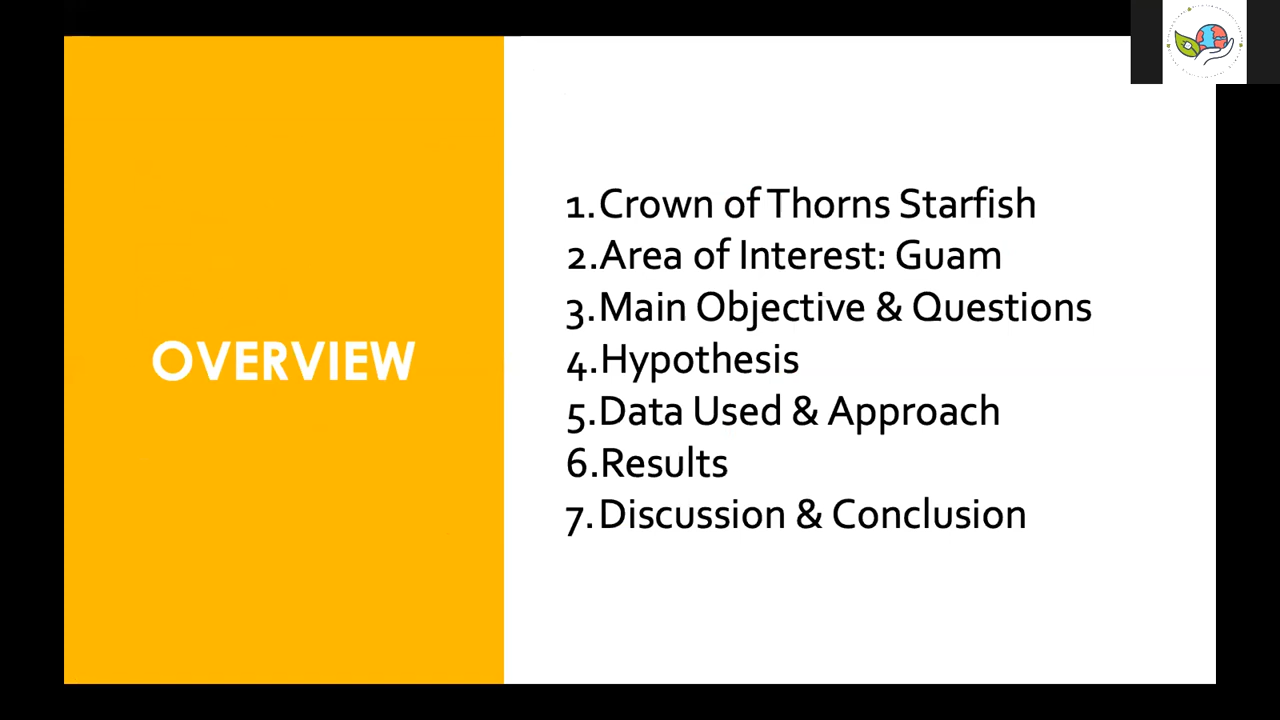 OVERVIEW
1.Crown of Thorns Starfish
2.Area of Interest: Guam
3.Main Objective & Questions
4.Hypothesis
5.Data Used & Approach
6.Results
7.Discussion & Conclusion